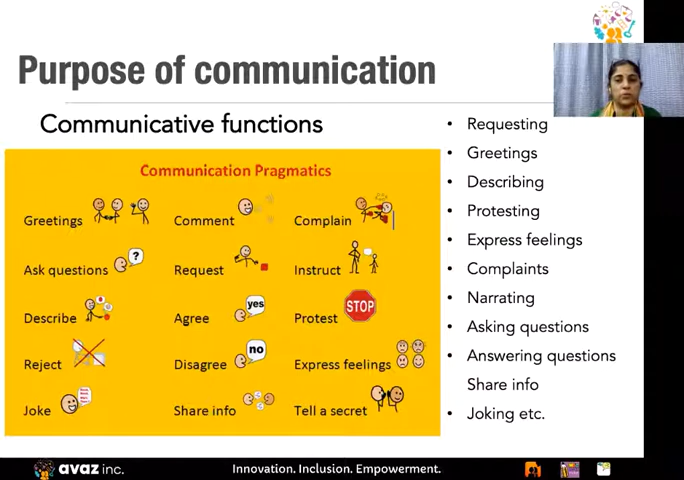 Purpose of communication
Communicative functions
Communication Pragmatics
Greetings
Comment
Complain
Ask questions
?
Request
Instruct
Describe
Agree
yes
Protest
STOP
Reject
Disagree
no
Express feelings
Joke
Share info
Tell a secret
• Requesting
• Greetings
• Describing
• Protesting
• Express feelings
• Complaints
• Narrating
• Asking questions
• Answering questions
Share info
• Joking etc.
avaz inc.
Innovation. Inclusion. Empowerment.